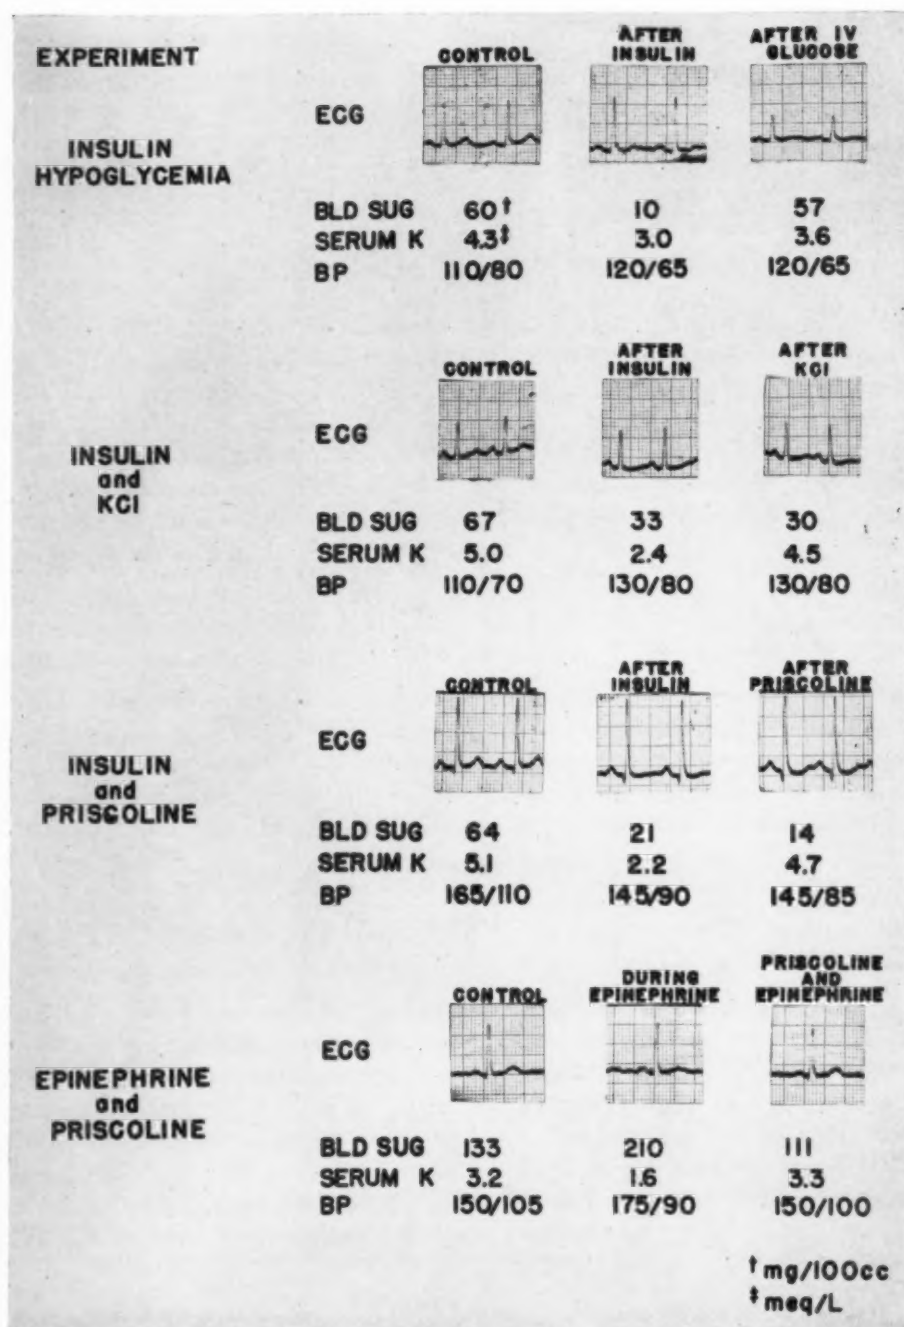 EXPERIMENT
CONTROL
AFTER
INSULIN
AFTER IV
GLUCOSE
ECG
INSULIN
HYPOGLYCEMIA
BLD SUG 60† 10 57
SERUM K 4.3‡ 3.0 3.6
BP 110/80 120/65 120/65
CONTROL
AFTER
INSULIN
AFTER
KCl
ECG
INSULIN
and
KCl
BLD SUG 67 33 30
SERUM K 5.0 2.4 4.5
BP 110/70 130/80 130/80
CONTROL
AFTER
INSULIN
AFTER
PRISCOLINE
ECG
INSULIN
and
PRISCOLINE
BLD SUG 64 21 14
SERUM K 5.1 2.2 4.7
BP 165/110 145/90 145/85
CONTROL
DURING
EPINEPHRINE
PRISCOLINE
AND
EPINEPHRINE
ECG
EPINEPHRINE
and
PRISCOLINE
BLD SUG 133 210 111
SERUM K 3.2 1.6 3.3
BP 150/105 175/90 150/100
† mg/100cc
‡ meq/L